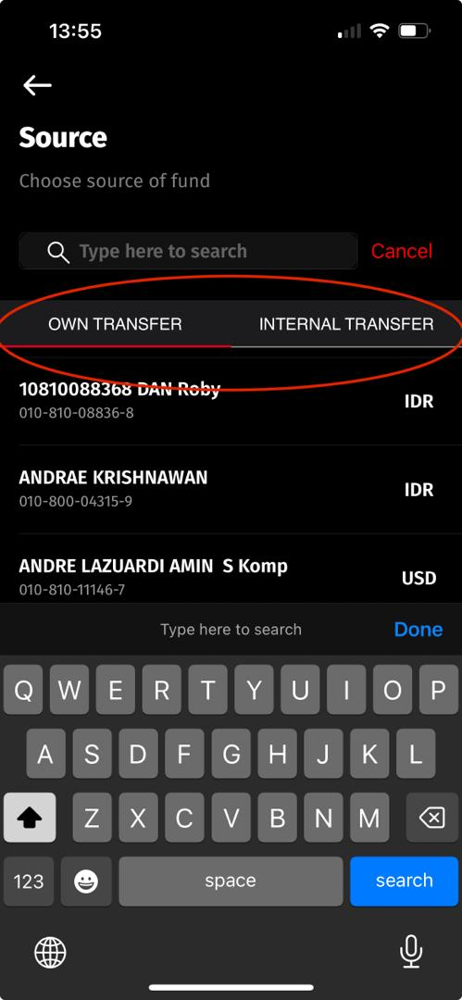 13:55
Source
Choose source of fund
Type here to search Cancel
OWN TRANSFER INTERNAL TRANSFER
10810088368 DAN Roby
010-810-08836-8 IDR
ANDRAE KRISHNAWAN
010-800-04315-9 IDR
ANDRE LAZUARDI AMIN  S Komp
010-810-11146-7 USD
Type here to search Done
Q W E R T Y U I O P
A S D F G H J K L
Z X C V B N M
123 space search